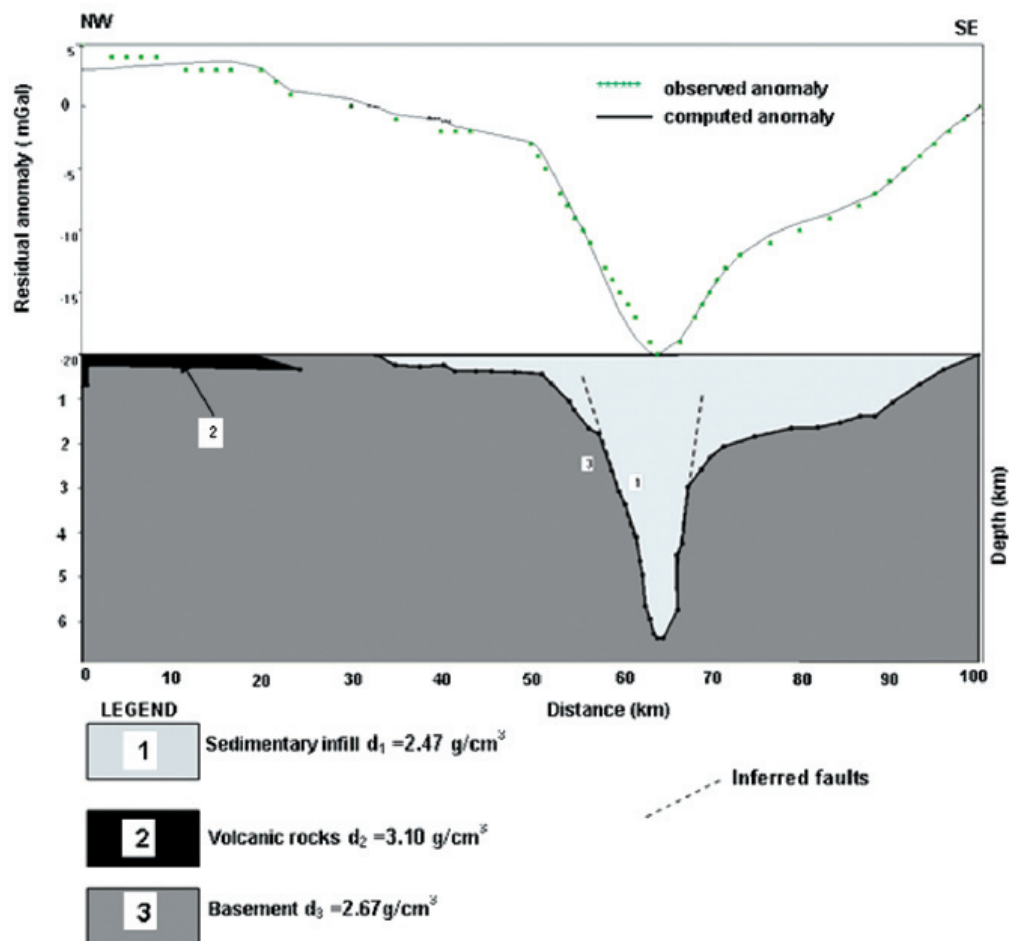 NW
SE
5
0
-5
-10
-15
-20
Residual anomaly ( mGal)
observed anomaly
computed anomaly
1
2
3
4
5
6
2
3
1
Depth (km)
0 10 20 30 40 50 60 70 80 90 100
Distance (km)
LEGEND
1 Sedimentary infill d₁ =2.47 g/cm³
Inferred faults
2 Volcanic rocks d₂ =3.10 g/cm³
3 Basement d₃ =2.67g/cm³